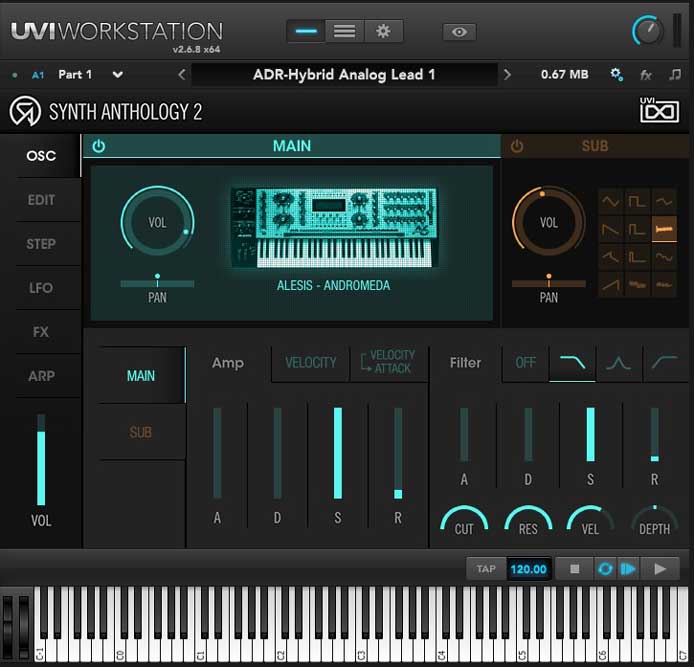 UVIWORKSTATION
v2.6.8 x64
A1 Part 1 ADR-Hybrid Analog Lead 1 0.67 MB fx
SYNTH ANTHOLOGY 2 UVI
OSC MAIN SUB
EDIT
STEP
LFO
FX
ARP
VOL
VOL
PAN
ALESIS - ANDROMEDA
VOL
PAN
MAIN
SUB
Amp VELOCITY VELOCITY
ATTACK
A D S R
Filter OFF
A D S R
CUT RES VEL DEPTH
TAP 120.00
C-1 C0 C1 C2 C3 C4 C5 C6 C7